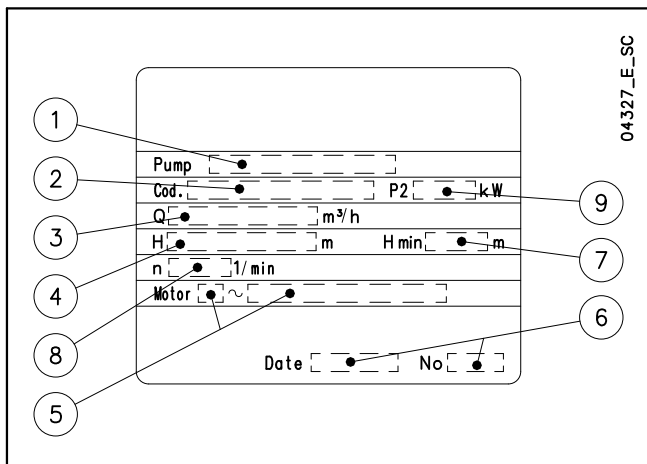 04327_E_SC
1
Pump
2
Cod. P2 kW
9
3
Q m³/h
H m H min m
7
4
n 1/min
Motor ~
8
6
Date No
5